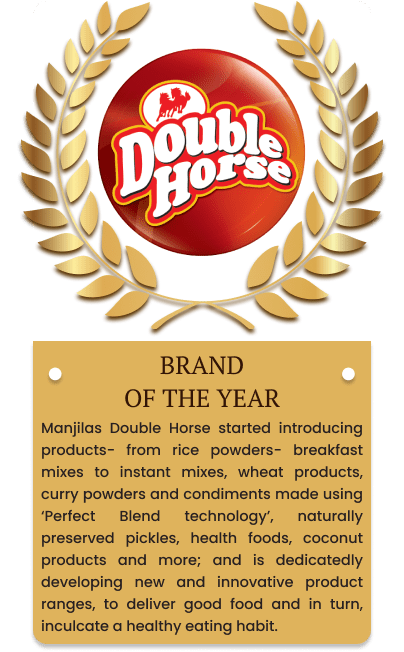 Double
Horse
BRAND
OF THE YEAR
Manjilas Double Horse started introducing
products- from rice powders- breakfast
mixes to instant mixes, wheat products,
curry powders and condiments made using
‘Perfect Blend technology’, naturally
preserved pickles, health foods, coconut
products and more; and is dedicatedly
developing new and innovative product
ranges, to deliver good food and in turn,
inculcate a healthy eating habit.